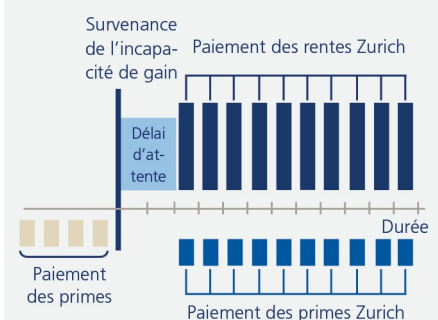 Survenance
de l'incapa-
cité de gain
Paiement des rentes Zurich
Délai
d'at-
tente
Durée
Paiement
des primes
Paiement des primes Zurich